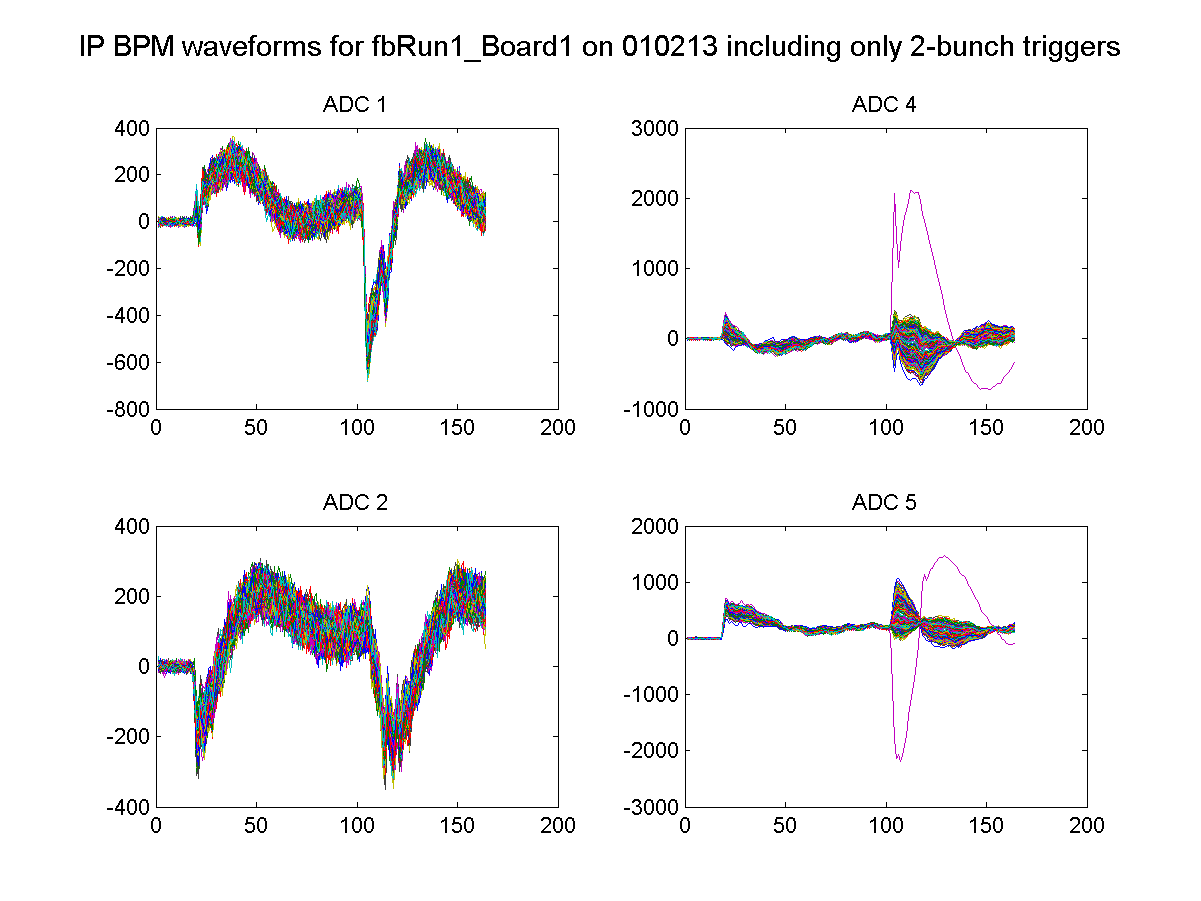 IP BPM waveforms for fbRun1_Board1 on 010213 including only 2-bunch triggers
ADC 1
400
200
0
-200
-400
-600
-800
0 50 100 150 200
ADC 4
3000
2000
1000
0
-1000
0 50 100 150 200
ADC 2
400
200
0
-200
-400
0 50 100 150 200
ADC 5
2000
1000
0
-1000
-2000
-3000
0 50 100 150 200